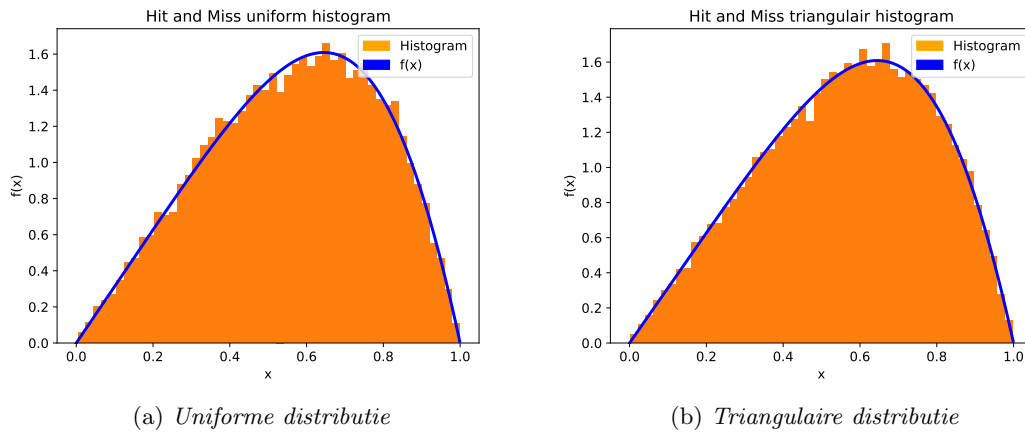 Hit and Miss uniform histogram
Histogram
f(x)
f(x)
1.6
1.4
1.2
1.0
0.8
0.6
0.4
0.2
0.0
0.0 0.2 0.4 0.6 0.8 1.0
x
(a) Uniforme distributie
Hit and Miss triangulair histogram
Histogram
f(x)
f(x)
1.6
1.4
1.2
1.0
0.8
0.6
0.4
0.2
0.0
0.0 0.2 0.4 0.6 0.8 1.0
x
(b) Triangulaire distributie